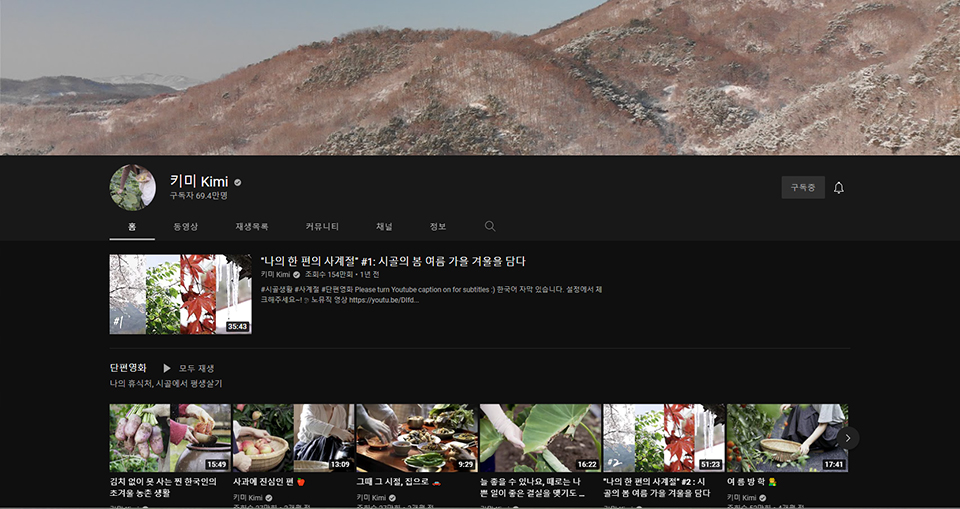 키미 Kimi
구독자 69.4만명
구독중
홈 동영상 재생목록 커뮤니티 채널 정보
"나의 한 편의 사계절" #1: 시골의 봄 여름 가을 겨울을 담다
키미 Kimi 조회수 154만회 • 1년 전
#시골생활 #사계절 #단편영화 Please turn Youtube caption on for subtitles :) 한국어 자막 있습니다. 설정에서 체
크해주세요~! 노뮤직 영상 https://youtu.be/Dlfd...
#1
35:43
단편영화 모두 재생
나의 휴식처, 시골에서 평생살기
15:49
김치 없이 못 사는 찐 한국인의
초겨울 농촌 생활
13:09
사과에 진심인 편
키미 Kimi
9:29
그때 그 시절, 집으로
키미 Kimi
16:22
늘 좋을 수 있나요, 때로는 나
쁜 일이 좋은 결실을 맺기도 ...
#2
51:23
"나의 한 편의 사계절" #2 : 시
골의 봄 여름 가을 겨울을 담다
17:41
여 름 방 학
키미 Kimi